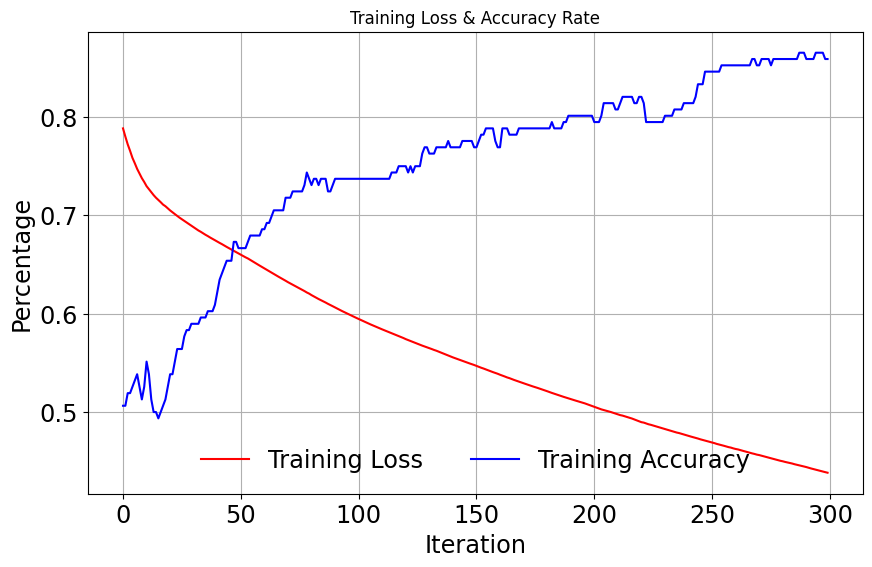 Training Loss & Accuracy Rate
0.8
0.7
0.6
0.5
Percentage
Training Loss
Training Accuracy
0 50 100 150 200 250 300
Iteration